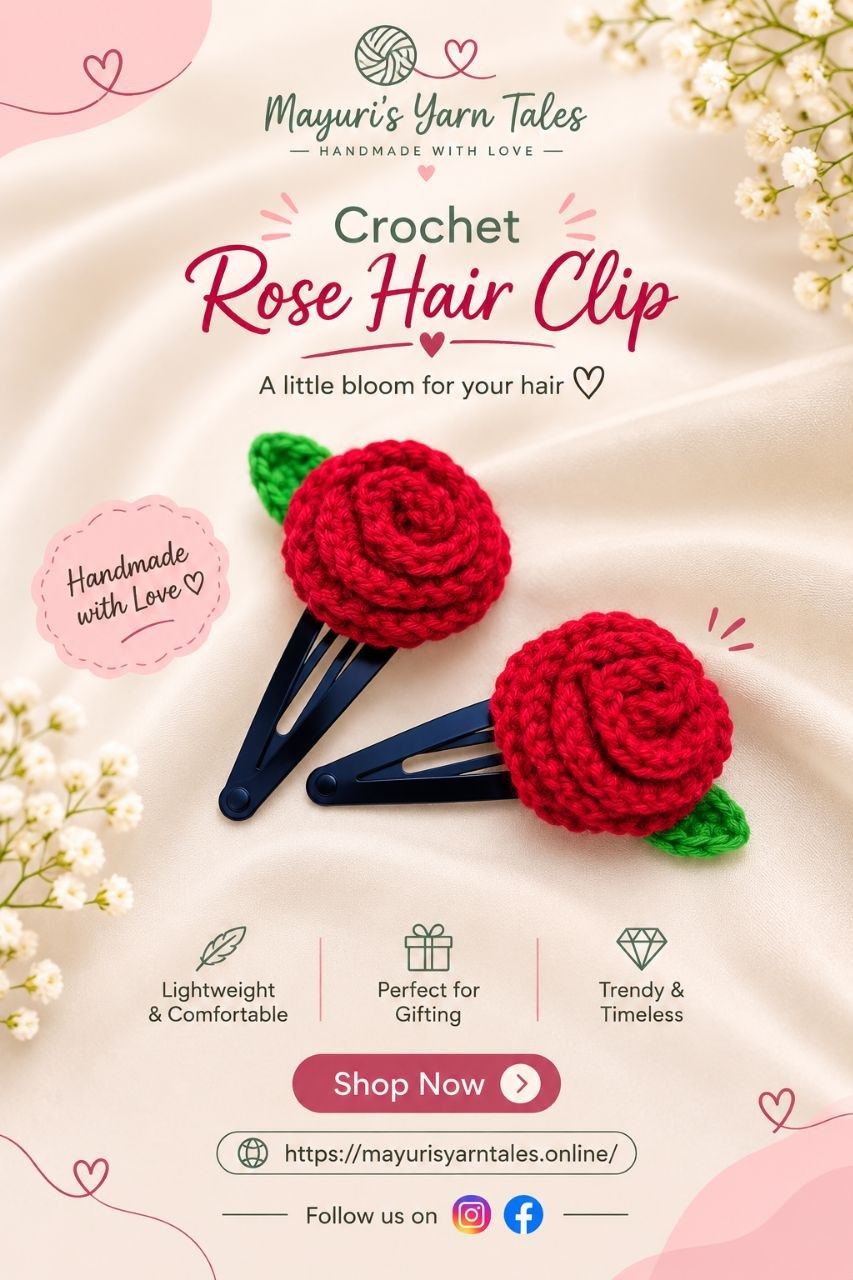 Mayuri's Yarn Tales
HANDMADE WITH LOVE
Crochet
Rose Hair Clip
A little bloom for your hair
Handmade
with Love
Lightweight
& Comfortable
Perfect for
Gifting
Trendy &
Timeless
Shop Now
https://mayurisyarntales.online/
Follow us on